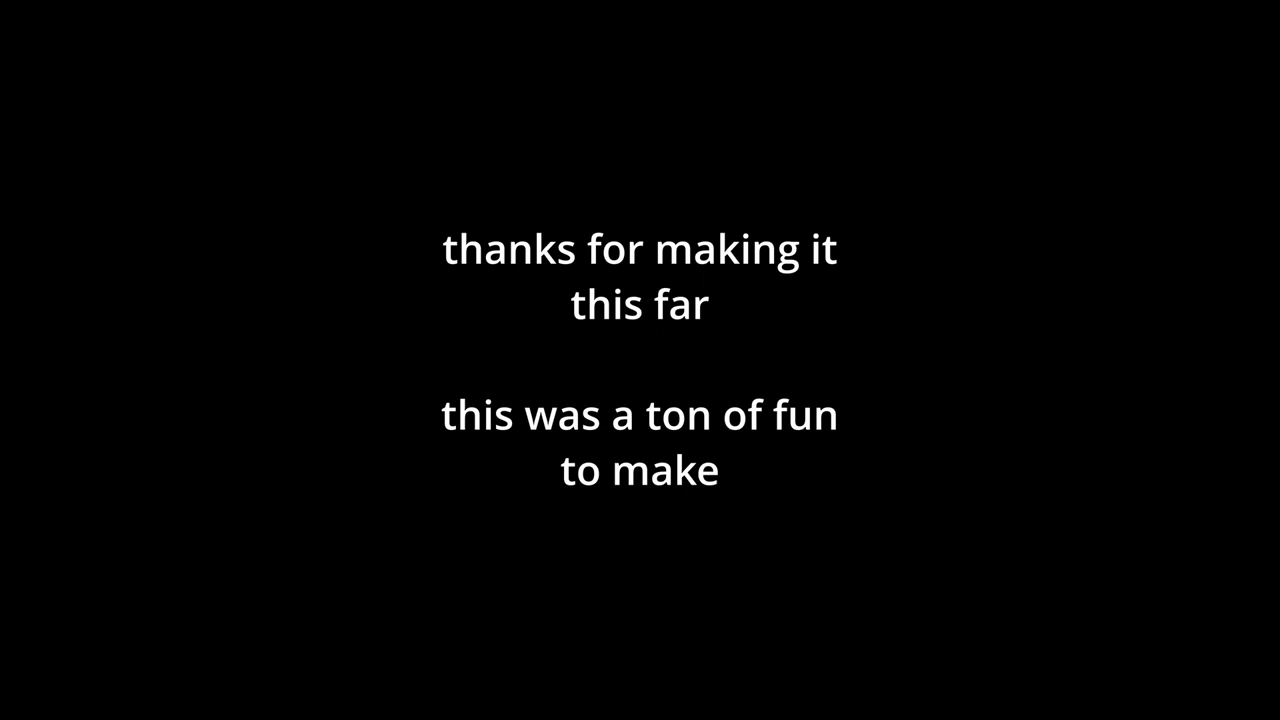 thanks for making it
this far
this was a ton of fun
to make